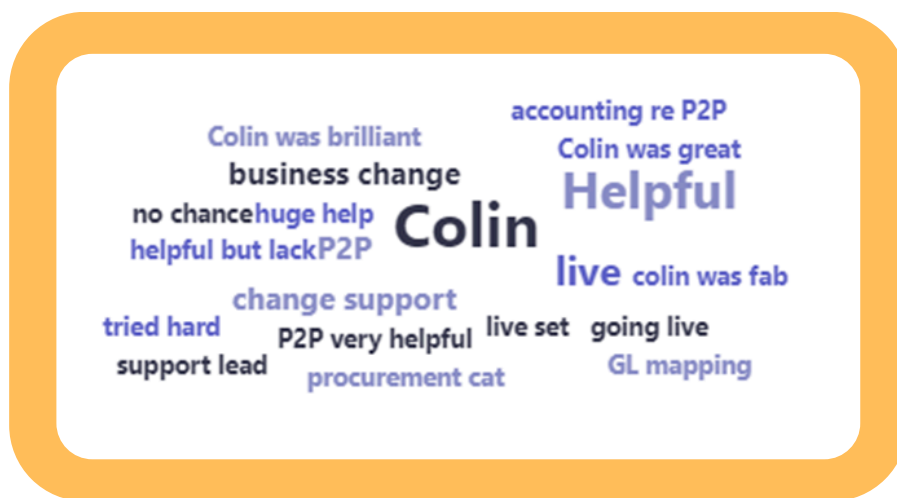 accounting re P2P
Colin was brilliant
Colin was great
business change
Helpful
no chance
huge help
Colin
helpful but lack
P2P
live
colin was fab
change support
tried hard
P2P very helpful
live set
going live
support lead
procurement cat
GL mapping